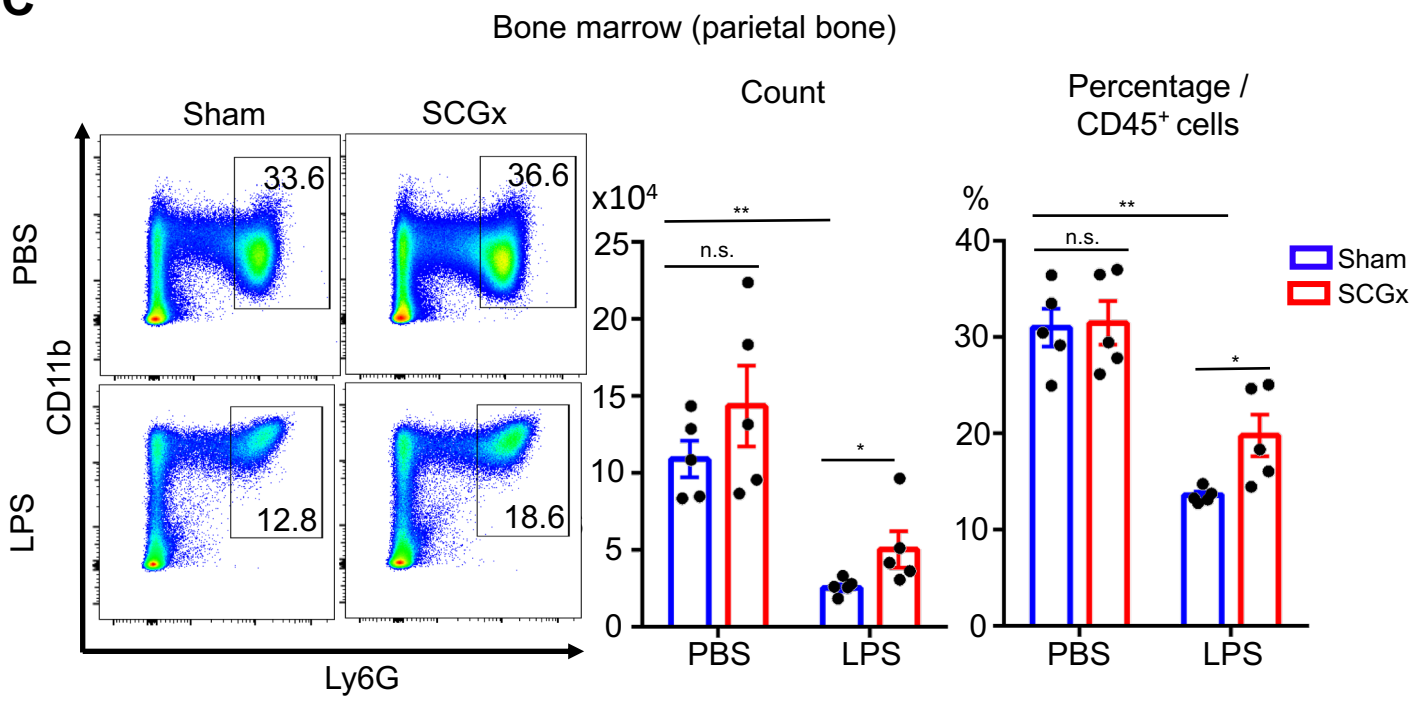 C
Bone marrow (parietal bone)
Sham
SCGx
PBS
LPS
CD11b
Ly6G
33.6
36.6
12.8
18.6
Count
x10⁴
**
n.s.
*
25
20
15
10
5
0
PBS
LPS
Percentage /
CD45⁺ cells
%
**
n.s.
*
40
30
20
10
0
PBS
LPS
Sham
SCGx